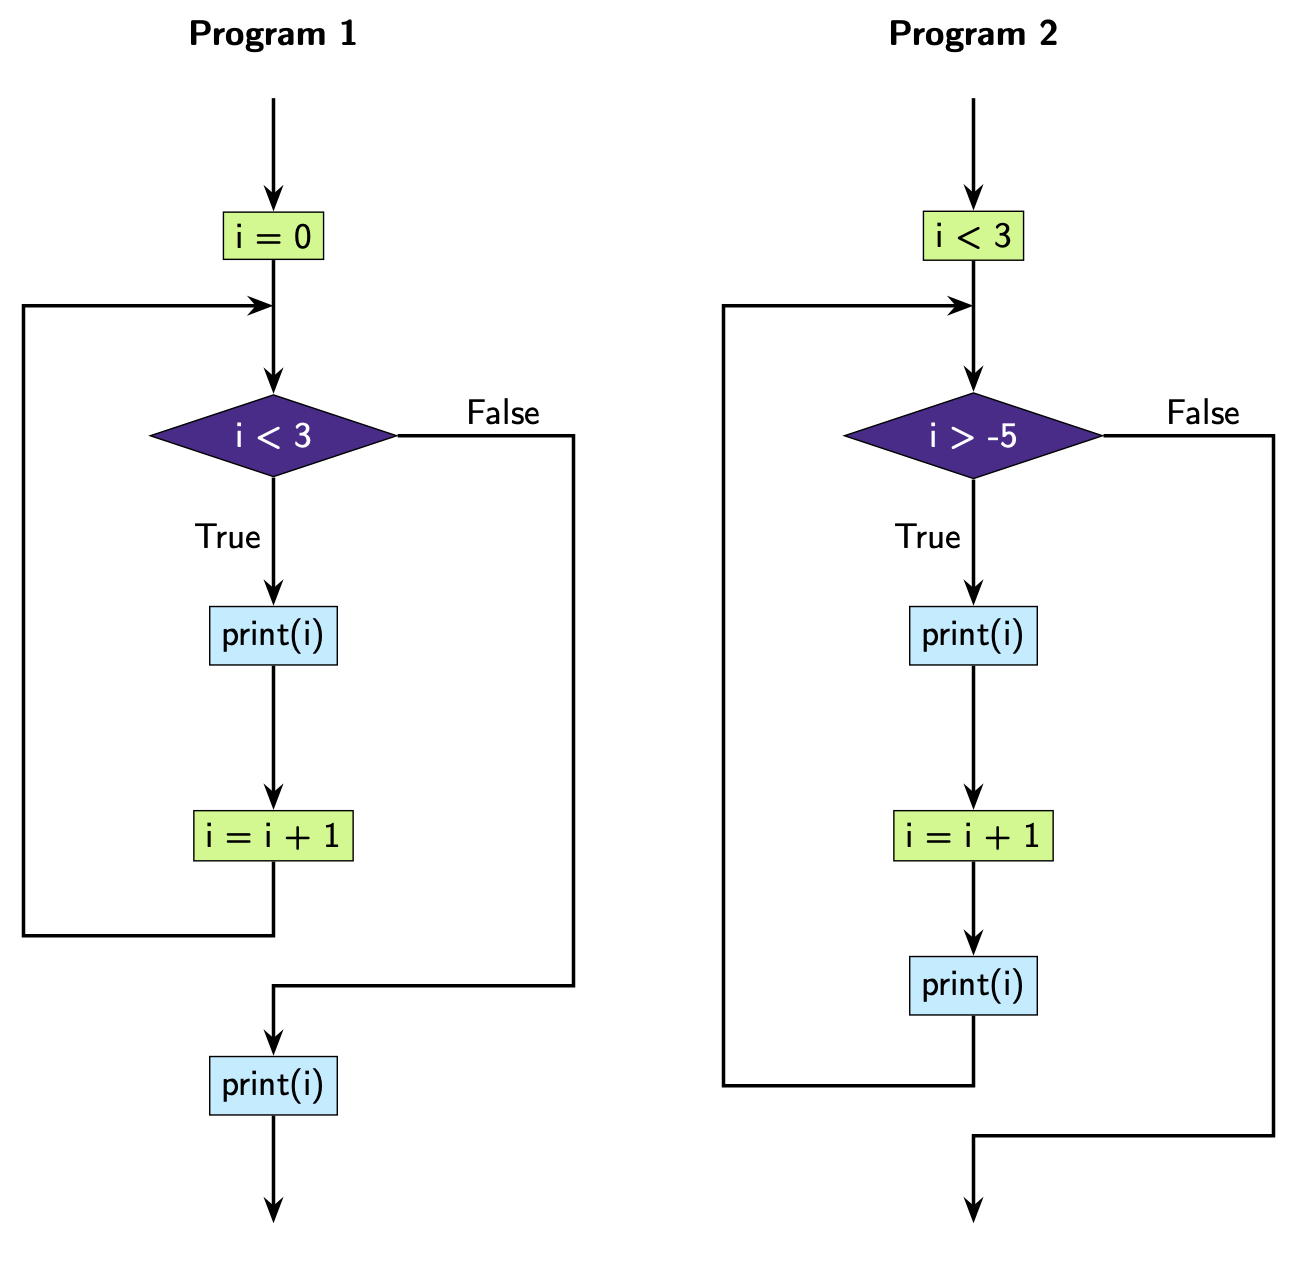 Program 1
i = 0
i < 3
False
True
print(i)
i = i + 1
print(i)
Program 2
i < 3
i > -5
False
True
print(i)
i = i + 1
print(i)